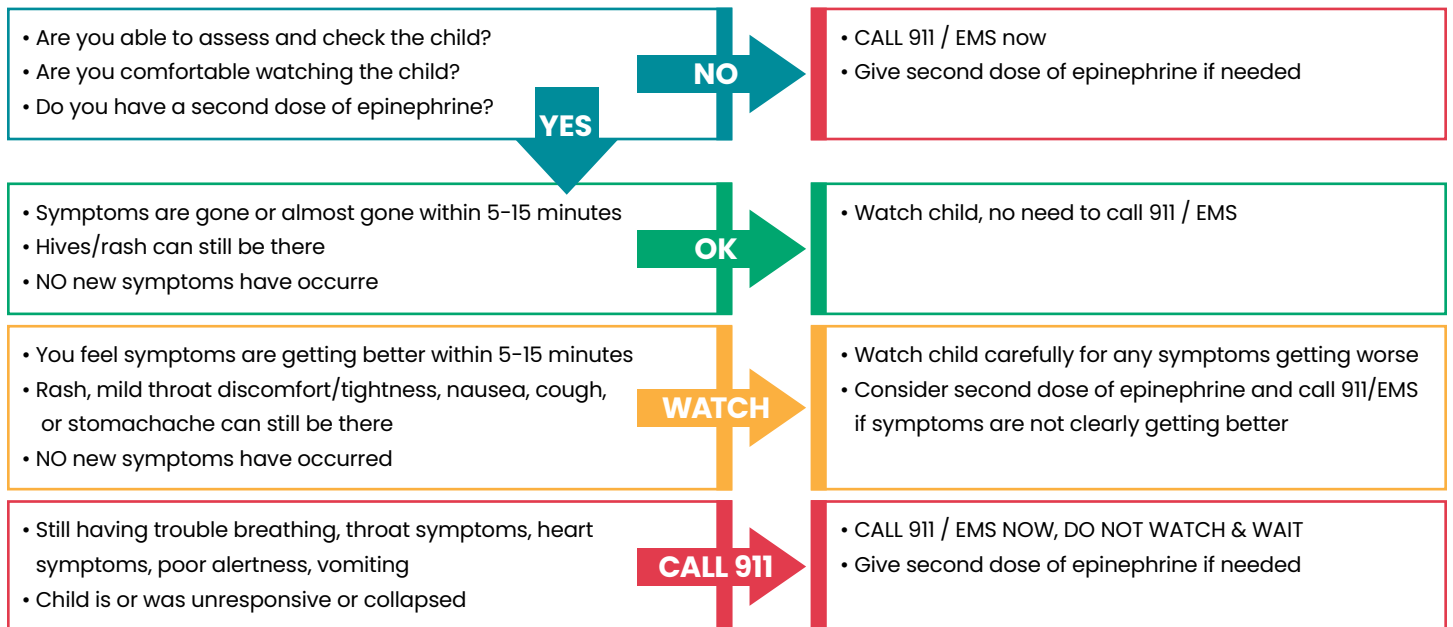 • Are you able to assess and check the child?
• Are you comfortable watching the child?
• Do you have a second dose of epinephrine?
NO
• CALL 911 / EMS now
• Give second dose of epinephrine if needed
YES
• Symptoms are gone or almost gone within 5-15 minutes
• Hives/rash can still be there
• NO new symptoms have occurre
OK
• Watch child, no need to call 911 / EMS
• You feel symptoms are getting better within 5-15 minutes
• Rash, mild throat discomfort/tightness, nausea, cough,
or stomachache can still be there
• NO new symptoms have occurred
WATCH
• Watch child carefully for any symptoms getting worse
• Consider second dose of epinephrine and call 911/EMS
if symptoms are not clearly getting better
• Still having trouble breathing, throat symptoms, heart
symptoms, poor alertness, vomiting
• Child is or was unresponsive or collapsed
CALL 911
• CALL 911 / EMS NOW, DO NOT WATCH & WAIT
• Give second dose of epinephrine if needed